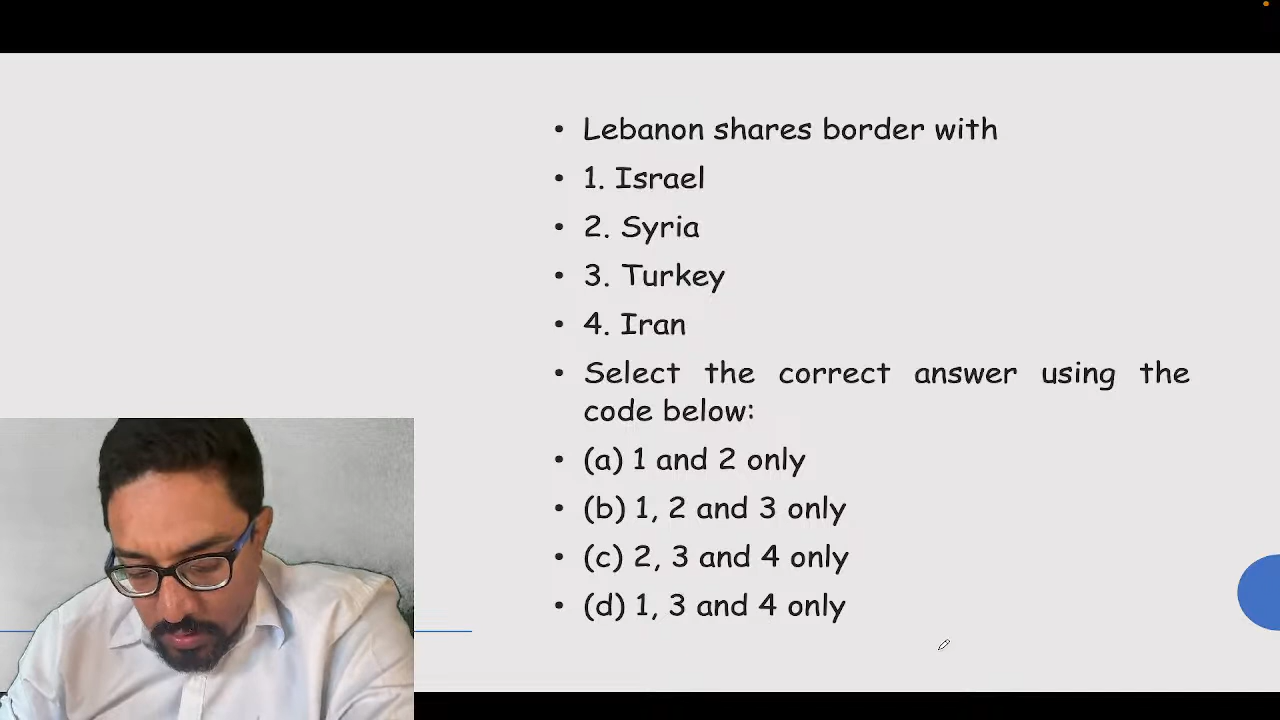 • Lebanon shares border with
• 1. Israel
• 2. Syria
• 3. Turkey
• 4. Iran
• Select the correct answer using the
code below:
• (a) 1 and 2 only
• (b) 1, 2 and 3 only
• (c) 2, 3 and 4 only
• (d) 1, 3 and 4 only